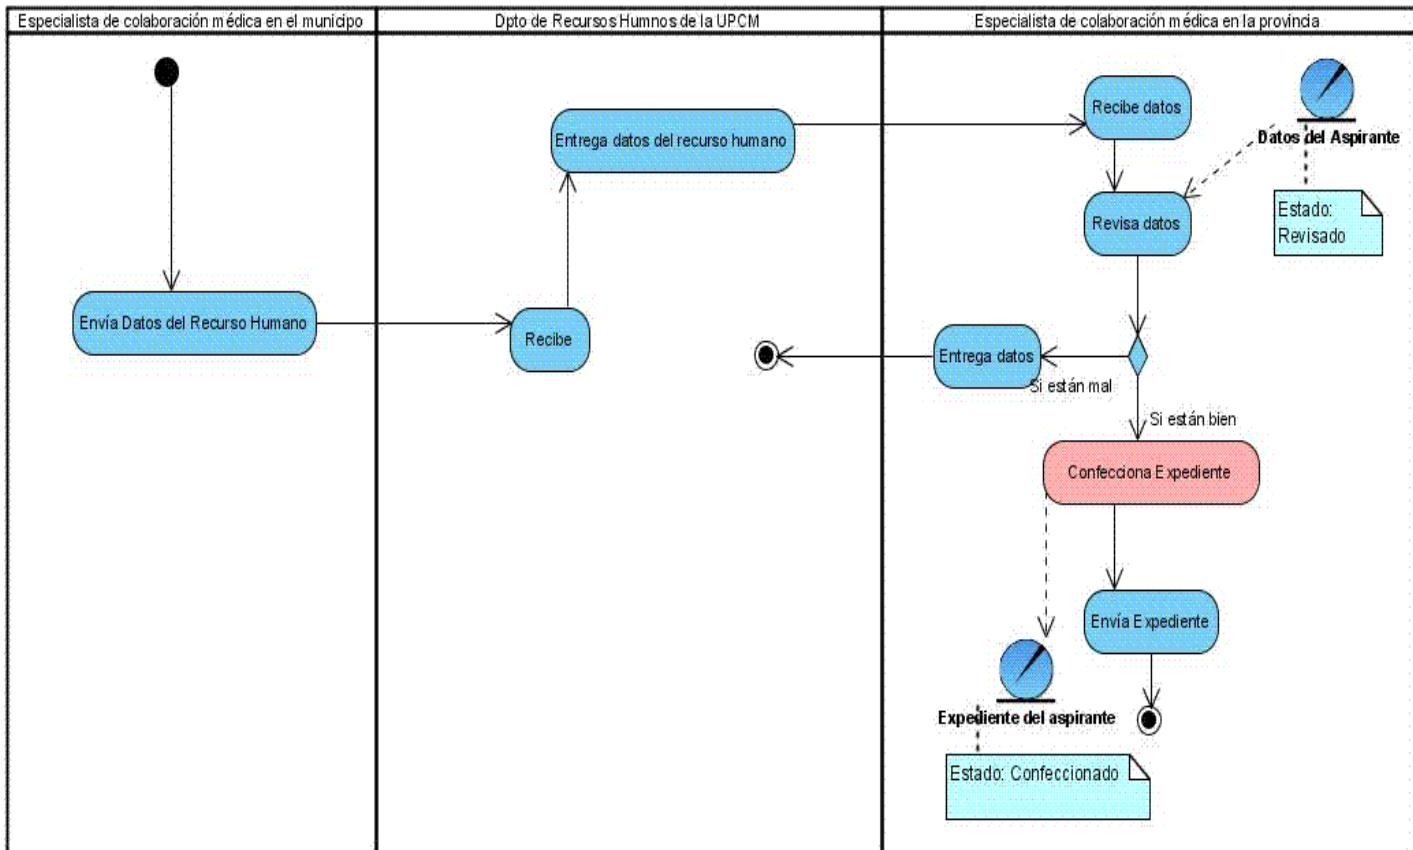 Especialista de colaboración médica en el municipo
Dpto de Recursos Humnos de la UPCM
Especialista de colaboración médica en la provincia
Recibe datos
Entrega datos del recurso humano
Datos del Aspirante
Revisa datos
Estado:
Revisado
Envía Datos del Recurso Humano
Recibe
Entrega datos
Si están mal
Si están bien
Confecciona Expediente
Envía Expediente
Expediente del aspirante
Estado: Confeccionado